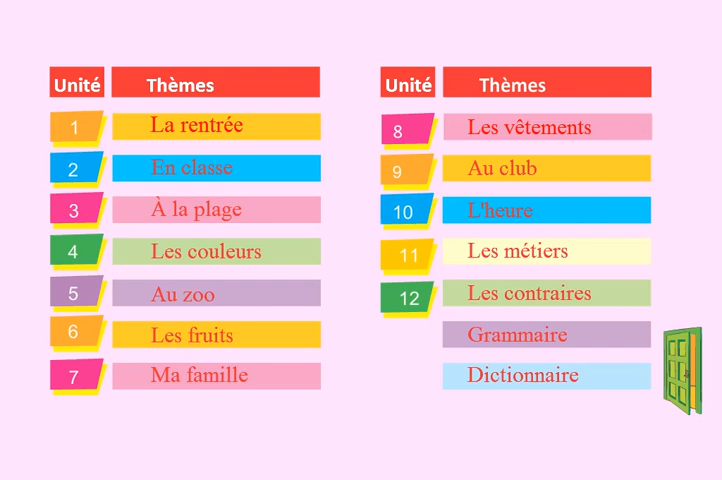 Unité Thèmes
1 La rentrée
2 En classe
3 À la plage
4 Les couleurs
5 Au zoo
6 Les fruits
7 Ma famille
Unité Thèmes
8 Les vêtements
9 Au club
10 L'heure
11 Les métiers
12 Les contraires
Grammaire
Dictionnaire